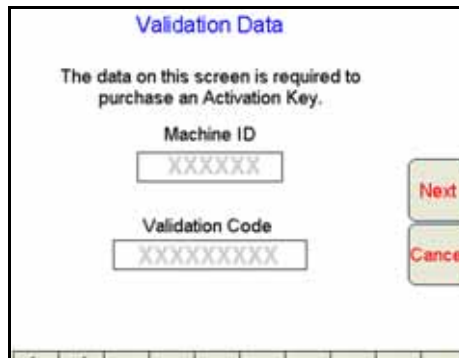 Validation Data
The data on this screen is required to
purchase an Activation Key.
Machine ID
XXXXXX
Next
Validation Code
XXXXXXXXX
Cance